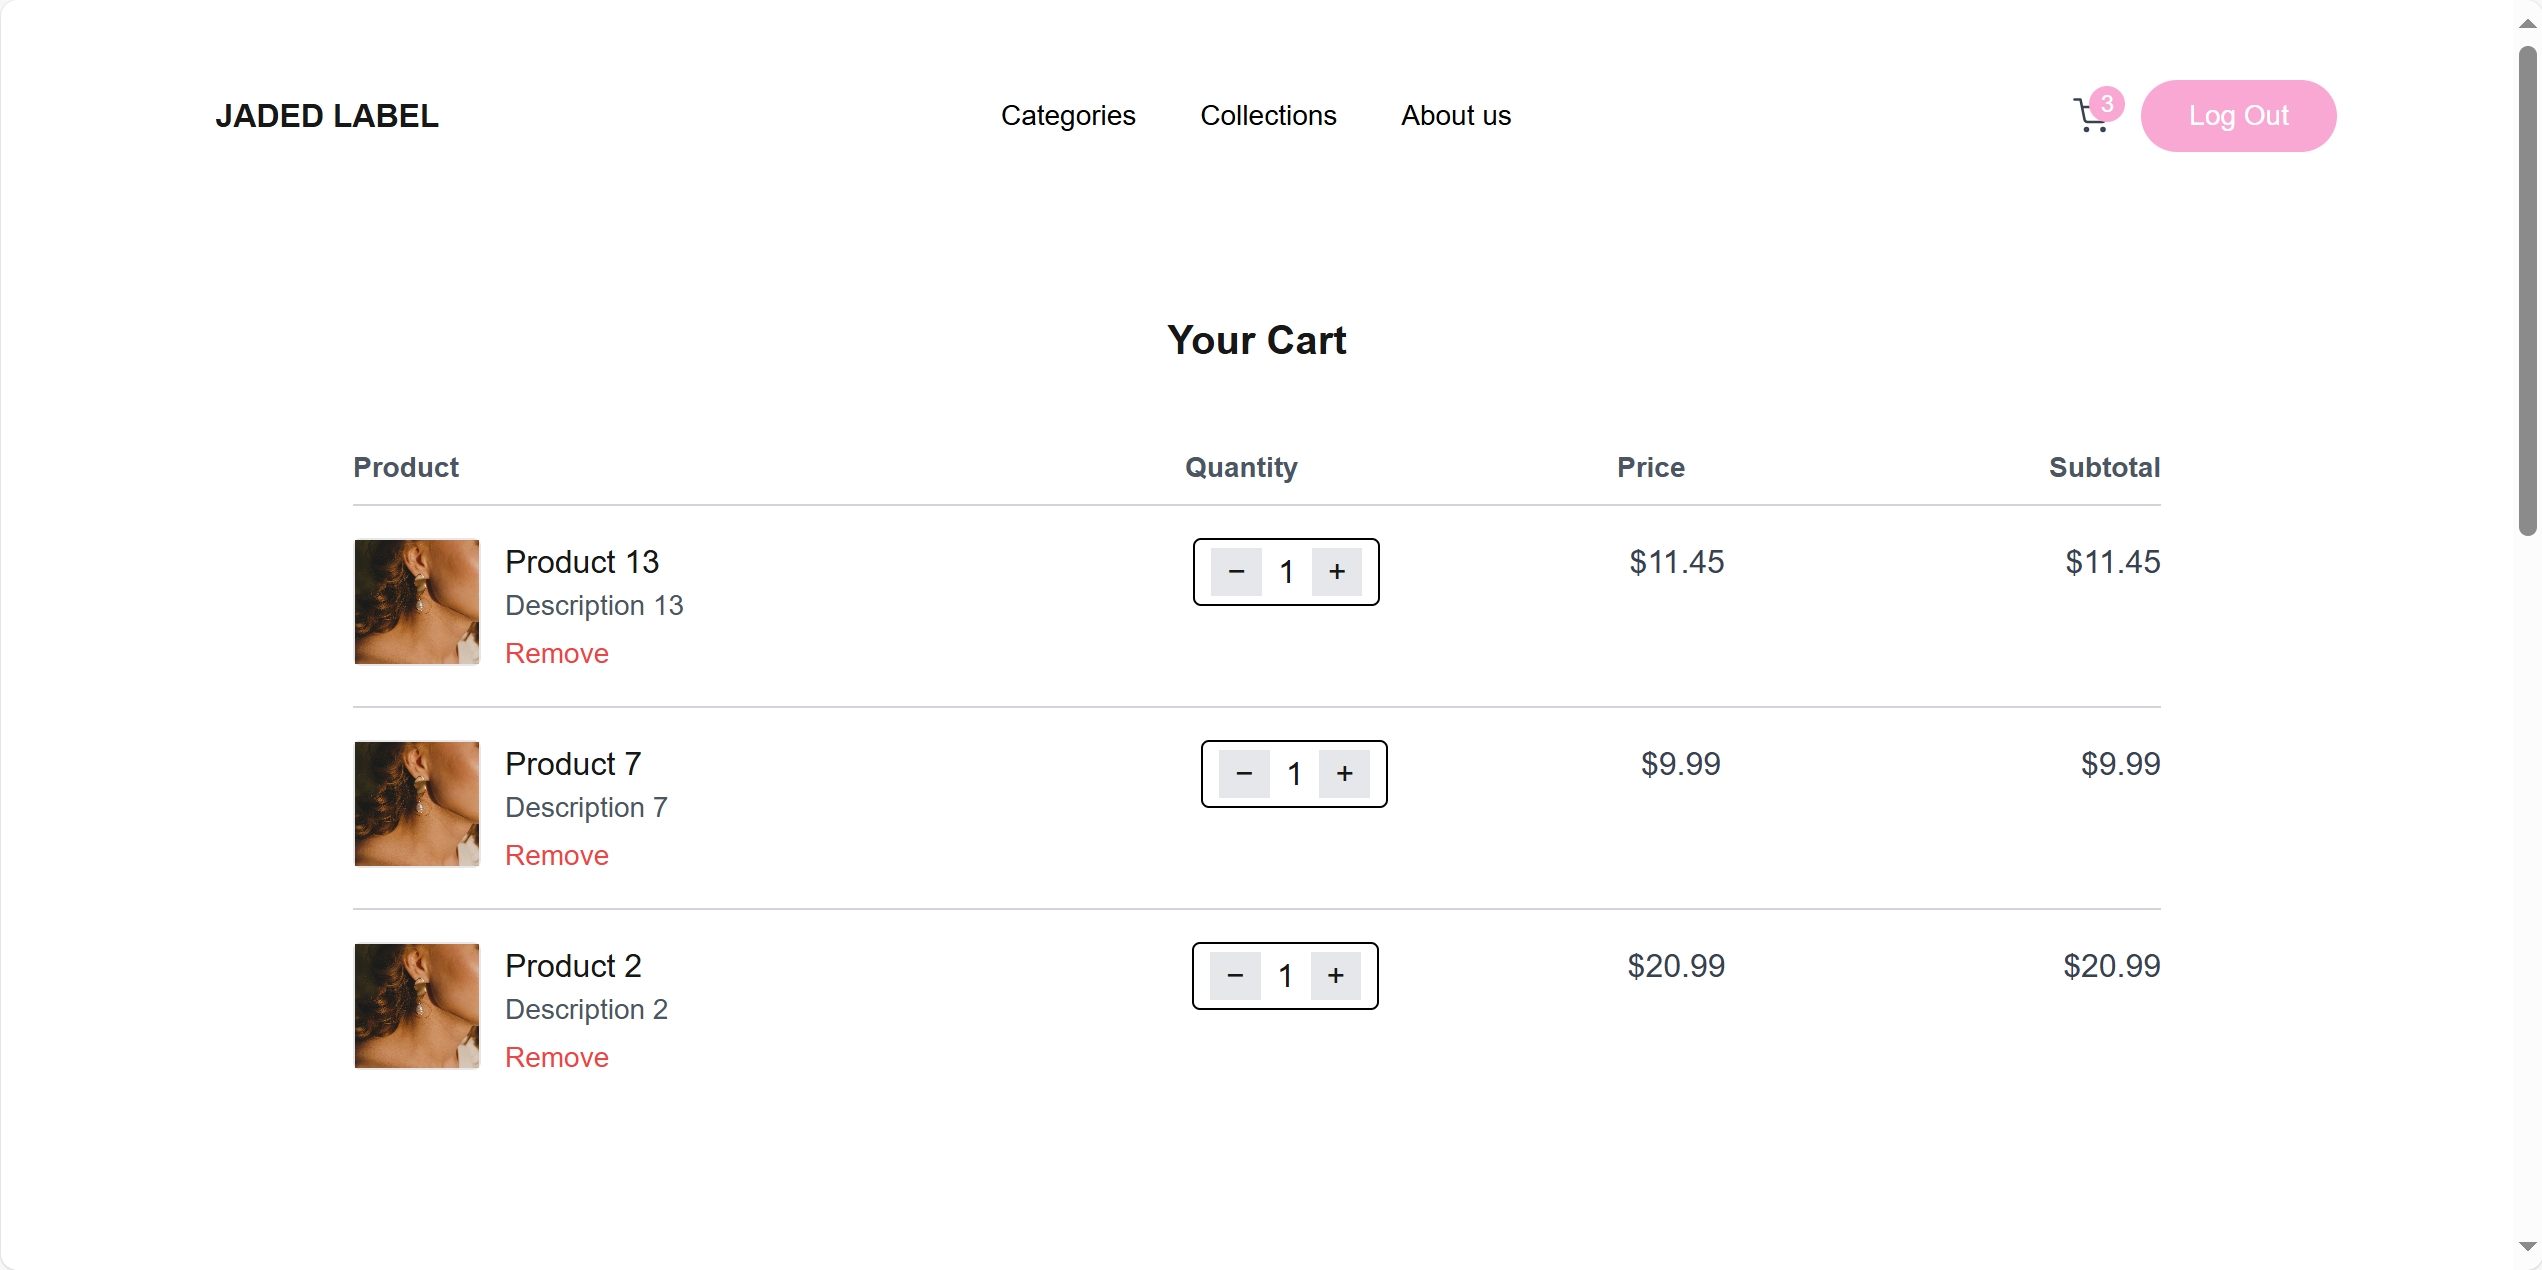 JADED LABEL Categories Collections About us 3 Log Out
Your Cart
Product Quantity Price Subtotal
Product 13 − 1 + $11.45 $11.45
Description 13
Remove
Product 7 − 1 + $9.99 $9.99
Description 7
Remove
Product 2 − 1 + $20.99 $20.99
Description 2
Remove